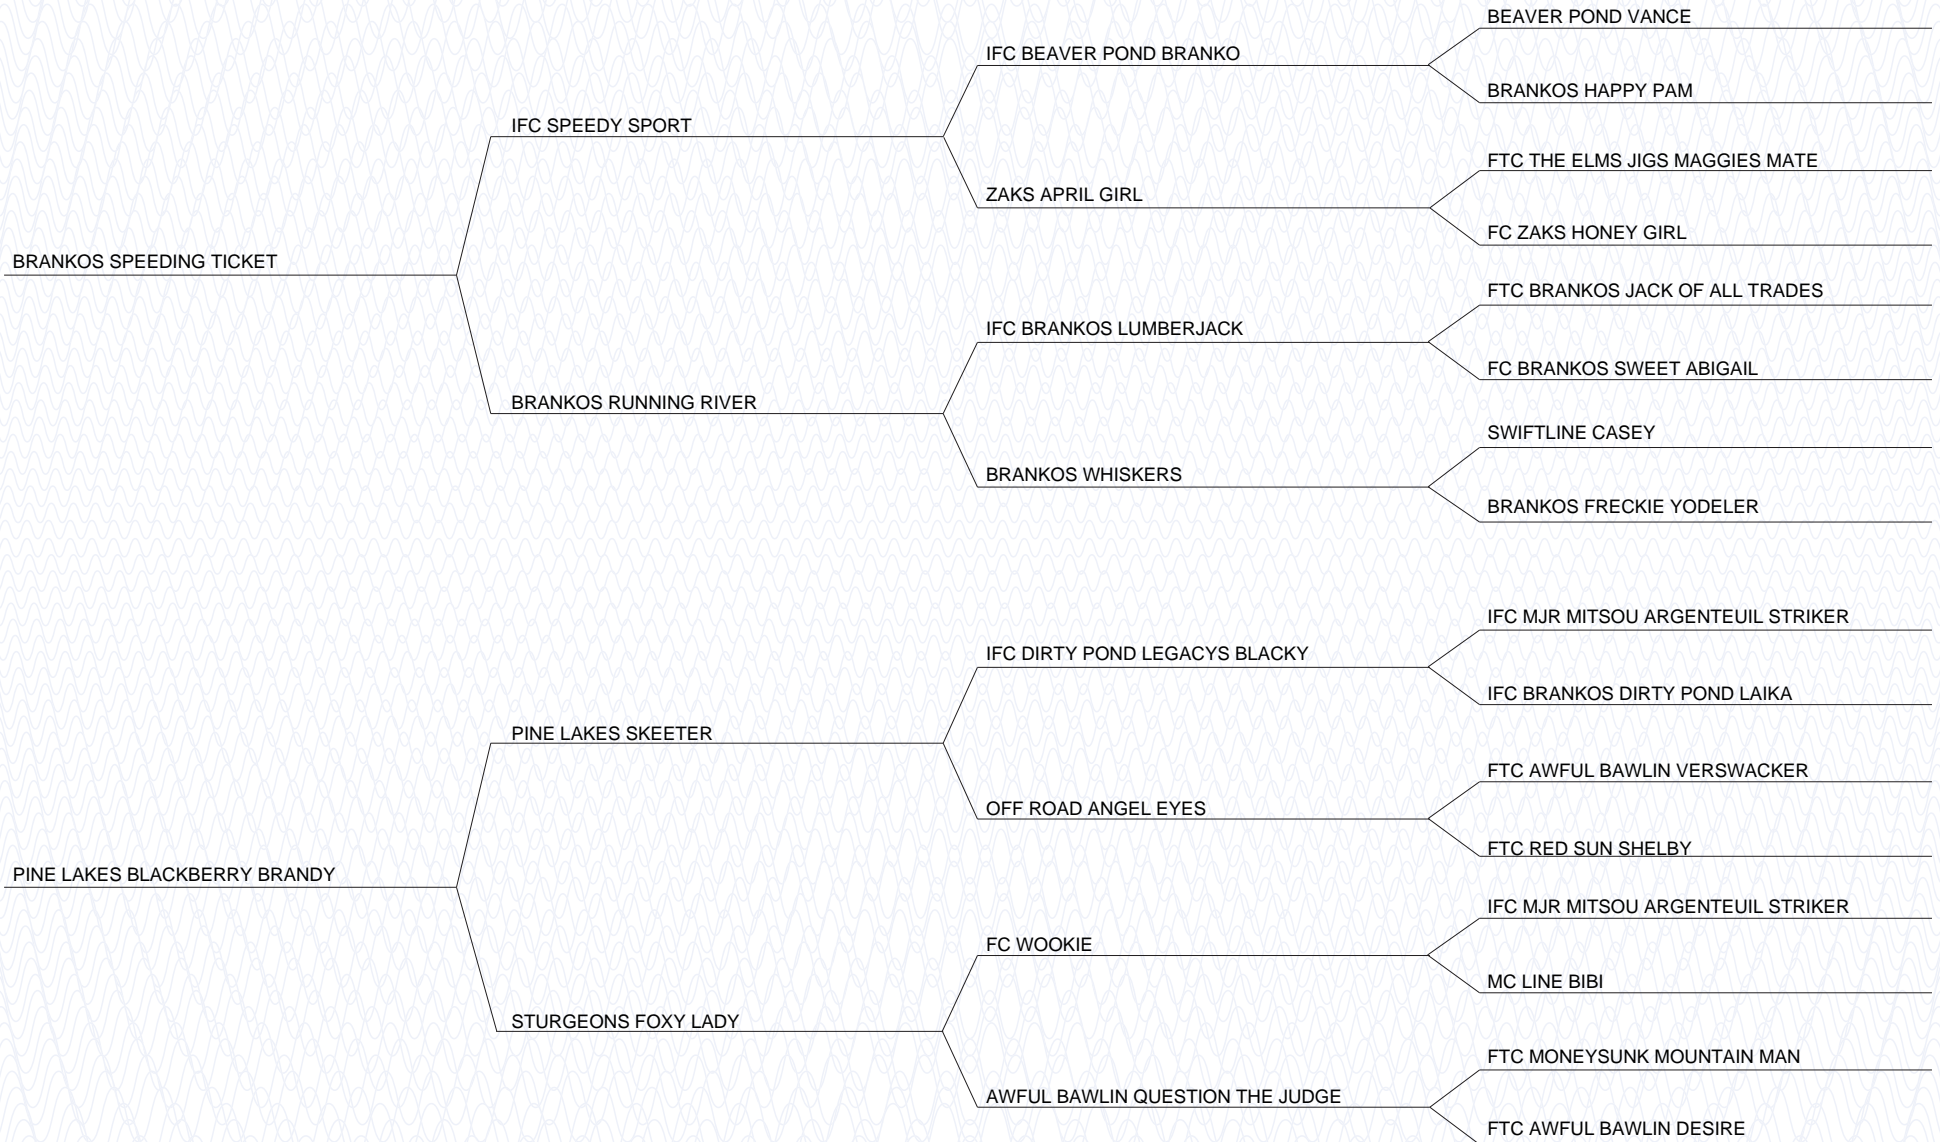 BEAVER POND VANCE
IFC BEAVER POND BRANKO
BRANKOS HAPPY PAM
IFC SPEEDY SPORT
FTC THE ELMS JIGS MAGGIES MATE
ZAKS APRIL GIRL
FC ZAKS HONEY GIRL
BRANKOS SPEEDING TICKET
FTC BRANKOS JACK OF ALL TRADES
IFC BRANKOS LUMBERJACK
FC BRANKOS SWEET ABIGAIL
BRANKOS RUNNING RIVER
SWIFTLINE CASEY
BRANKOS WHISKERS
BRANKOS FRECKIE YODELER
IFC MJR MITSOU ARGENTEUIL STRIKER
IFC DIRTY POND LEGACYS BLACKY
IFC BRANKOS DIRTY POND LAIKA
PINE LAKES SKEETER
FTC AWFUL BAWLIN VERSWACKER
OFF ROAD ANGEL EYES
FTC RED SUN SHELBY
PINE LAKES BLACKBERRY BRANDY
IFC MJR MITSOU ARGENTEUIL STRIKER
FC WOOKIE
MC LINE BIBI
STURGEONS FOXY LADY
FTC MONEYSUNK MOUNTAIN MAN
AWFUL BAWLIN QUESTION THE JUDGE
FTC AWFUL BAWLIN DESIRE